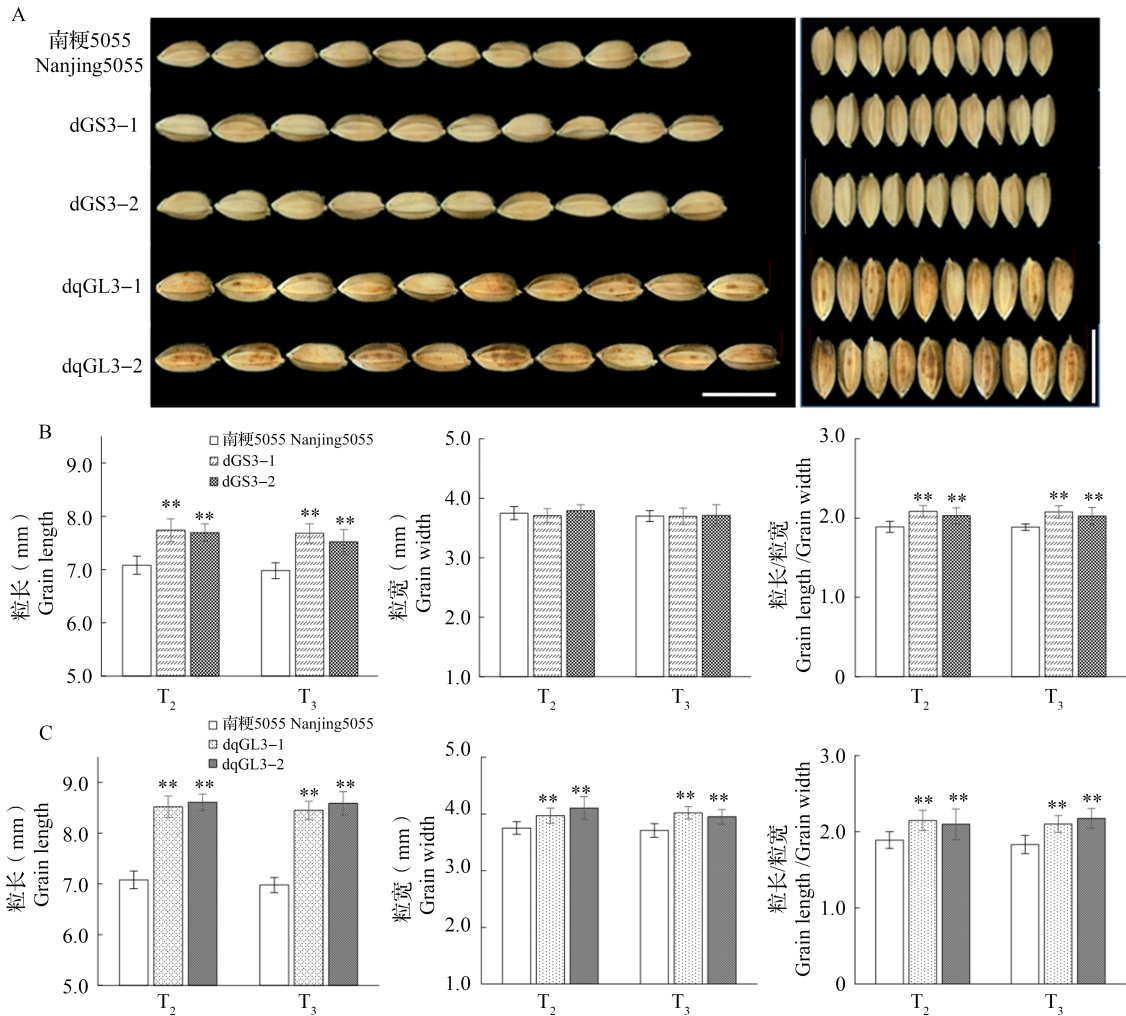 A
南粳5055
Nanjing5055
dGS3-1
dGS3-2
dqGL3-1
dqGL3-2
B
南粳5055 Nanjing5055
dGS3-1
dGS3-2
粒长（mm）
Grain length
9.0
8.0
7.0
6.0
5.0
** ** ** **
T2 T3
粒宽（mm）
Grain width
5.0
4.0
3.0
2.0
1.0
T2 T3
粒长/粒宽
Grain length /Grain width
3.0
2.0
1.0
0
** ** ** **
T2 T3
C
南粳5055 Nanjing5055
dqGL3-1
dqGL3-2
粒长（mm）
Grain length
9.0
8.0
7.0
6.0
5.0
** ** ** **
T2 T3
粒宽（mm）
Grain width
5.0
4.0
3.0
2.0
1.0
** ** ** **
T2 T3
粒长/粒宽
Grain length /Grain width
3.0
2.0
1.0
0
** ** ** **
T2 T3